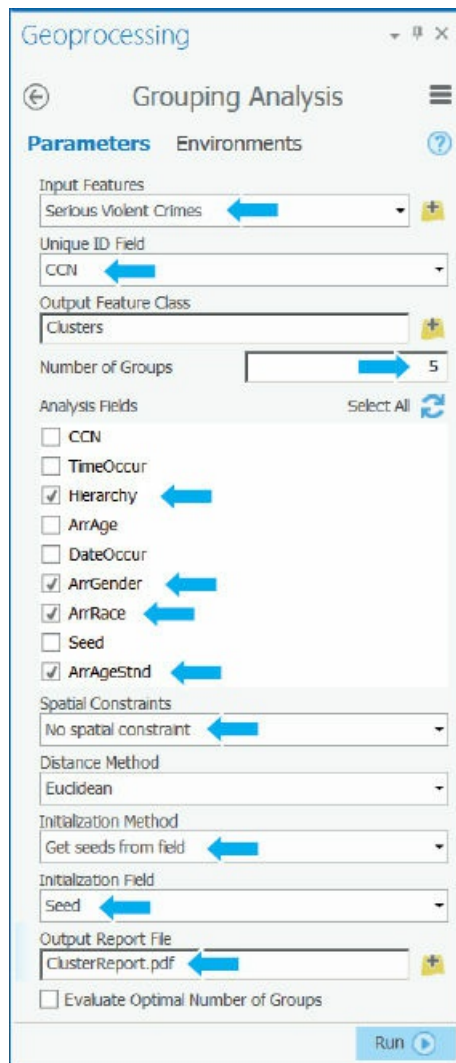 Geoprocessing
Grouping Analysis
Parameters Environments
Input Features
Serious Violent Crimes
Unique ID Field
CCN
Output Feature Class
Clusters
Number of Groups 5
Analysis Fields Select All
CCN
TimeOccur
Hierarchy
ArrAge
DateOccur
ArrGender
ArrRace
Seed
ArrAgeStnd
Spatial Constraints
No spatial constraint
Distance Method
Euclidean
Initialization Method
Get seeds from field
Initialization Field
Seed
Output Report File
ClusterReport.pdf
Evaluate Optimal Number of Groups
Run